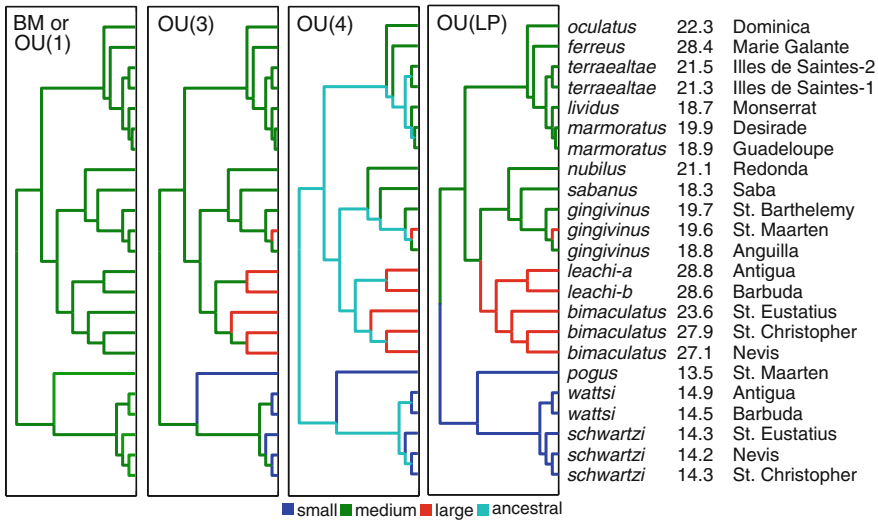 BM or
OU(1)
OU(3)
OU(4)
OU(LP)
oculatus 22.3 Dominica
ferreus 28.4 Marie Galante
terraealtae 21.5 Illes de Saintes-2
terraealtae 21.3 Illes de Saintes-1
lividus 18.7 Monserrat
marmoratus 19.9 Desirade
marmoratus 18.9 Guadeloupe
nubilus 21.1 Redonda
sabanus 18.3 Saba
gingivinus 19.7 St. Barthelemy
gingivinus 19.6 St. Maarten
gingivinus 18.8 Anguilla
leachi-a 28.8 Antigua
leachi-b 28.6 Barbuda
bimaculatus 23.6 St. Eustatius
bimaculatus 27.9 St. Christopher
bimaculatus 27.1 Nevis
pogus 13.5 St. Maarten
wattsi 14.9 Antigua
wattsi 14.5 Barbuda
schwartzi 14.3 St. Eustatius
schwartzi 14.2 Nevis
schwartzi 14.3 St. Christopher
small medium large ancestral